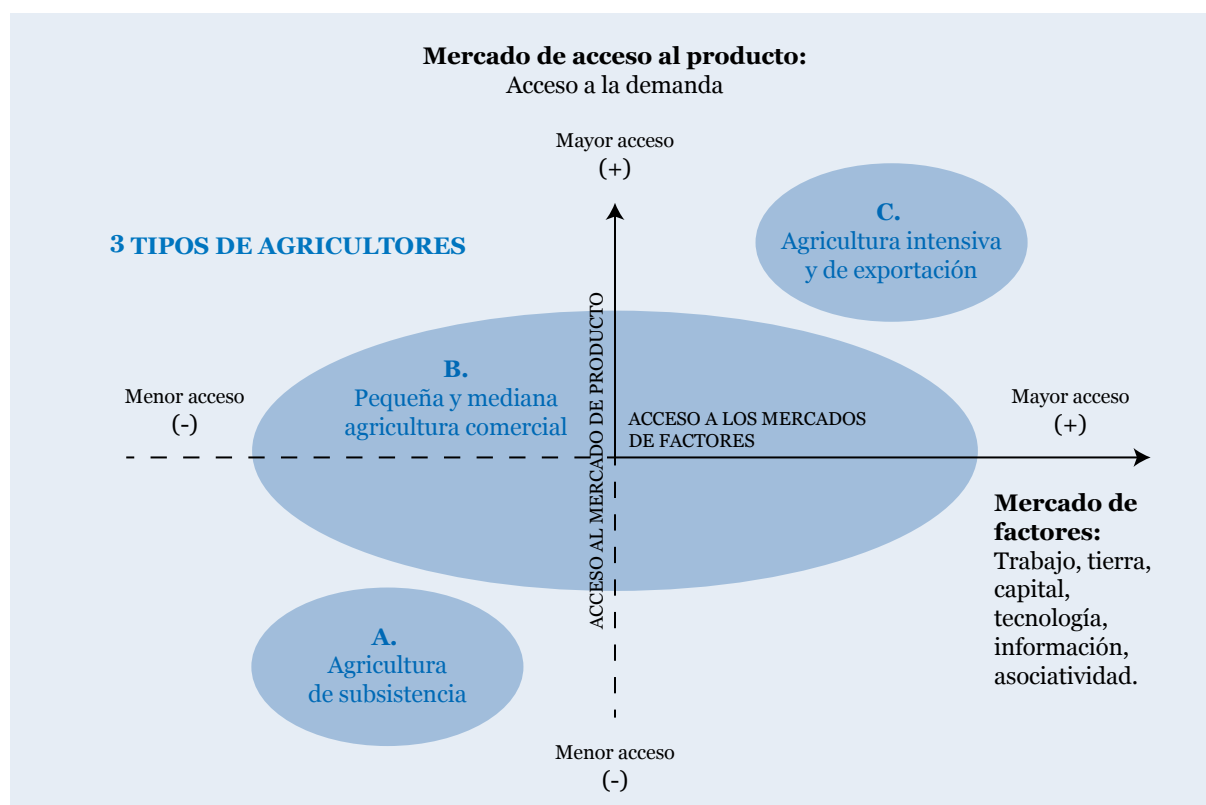 Mercado de acceso al producto:
Acceso a la demanda
Mayor acceso
(+)
3 TIPOS DE AGRICULTORES
C.
Agricultura intensiva
y de exportación
ACCESO AL MERCADO DE PRODUCTO
B.
Pequeña y mediana
agricultura comercial
Menor acceso
(-)
ACCESO A LOS MERCADOS
DE FACTORES
Mayor acceso
(+)
Mercado de
factores:
Trabajo, tierra,
capital,
tecnología,
información,
asociatividad.
A.
Agricultura
de subsistencia
Menor acceso
(-)